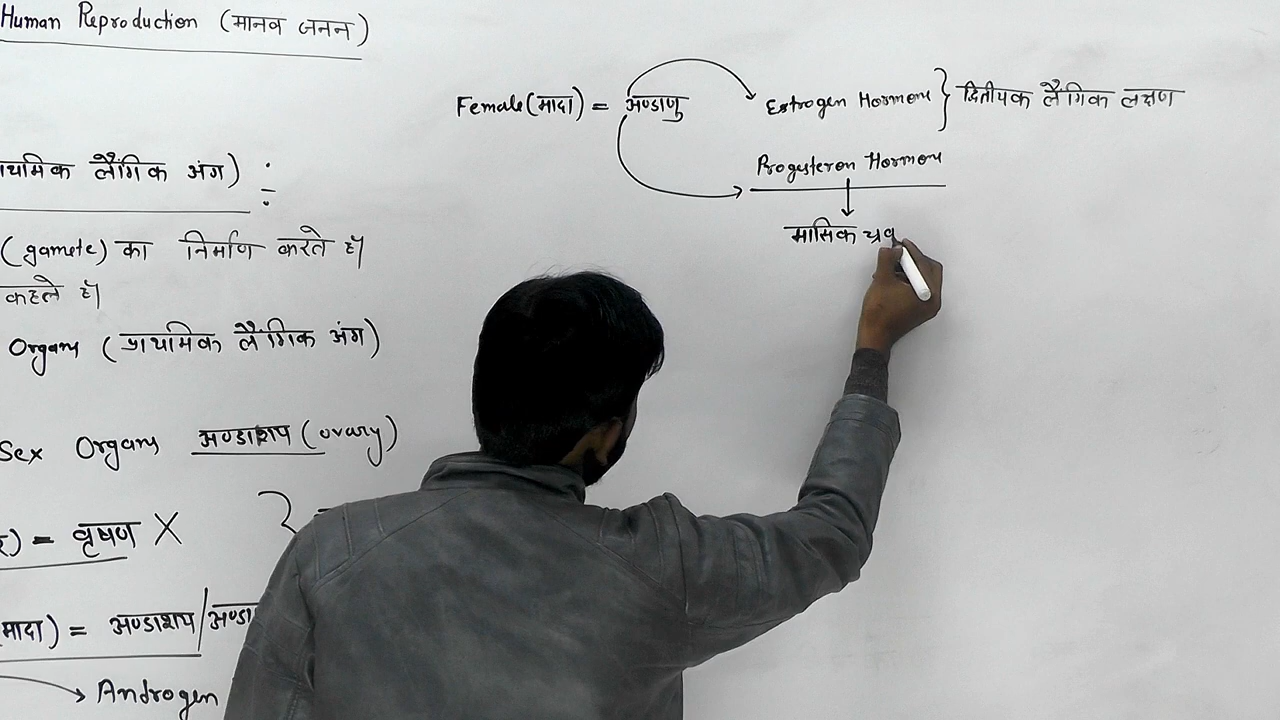 Human Reproduction (मानव जनन)
Female(मादा) = अण्डाणु
Estrogen Hormone } द्वितीयक लैंगिक लक्षण
Progesteron Hormone
मासिक
थमिक लैंगिक अंग) :-
(gamete) का निर्माण करते हैं।
कहते हैं।
Organs (प्राथमिक लैंगिक अंग)
Sex Organs अण्डाशय (ovary)
= वृषण X
मादा) = अण्डाशय/अण्डा
Androgen